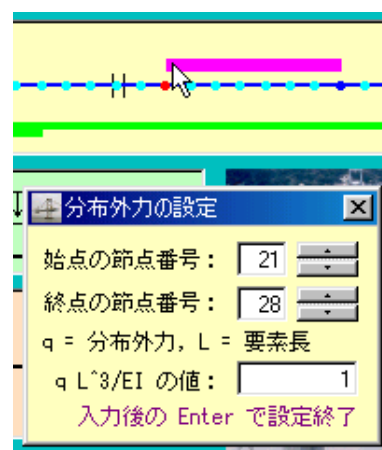 分布外力の設定
始点の節点番号： 21
終点の節点番号： 28
q = 分布外力, L = 要素長
q L^3/EI の値： 1
入力後の Enter で設定終了